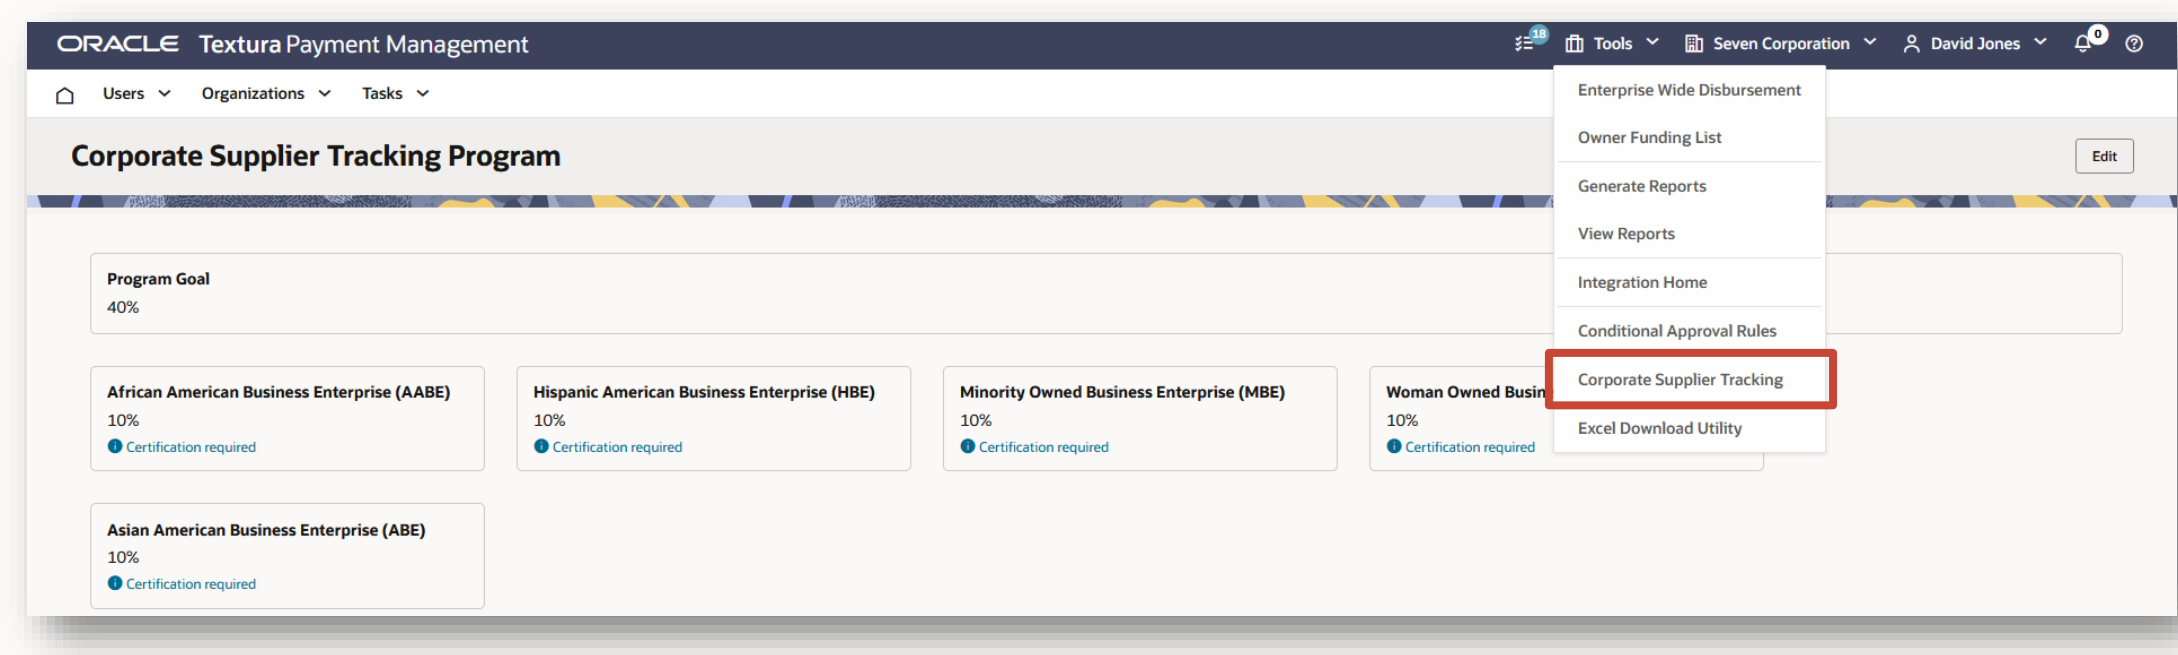 ORACLE Textura Payment Management
18 Tools Seven Corporation David Jones 0
Users Organizations Tasks
Corporate Supplier Tracking Program
Edit
Program Goal
40%
African American Business Enterprise (AABE)
10%
Certification required
Hispanic American Business Enterprise (HBE)
10%
Certification required
Minority Owned Business Enterprise (MBE)
10%
Certification required
Woman Owned Busin
10%
Certification required
Asian American Business Enterprise (ABE)
10%
Certification required
Enterprise Wide Disbursement
Owner Funding List
Generate Reports
View Reports
Integration Home
Conditional Approval Rules
Corporate Supplier Tracking
Excel Download Utility